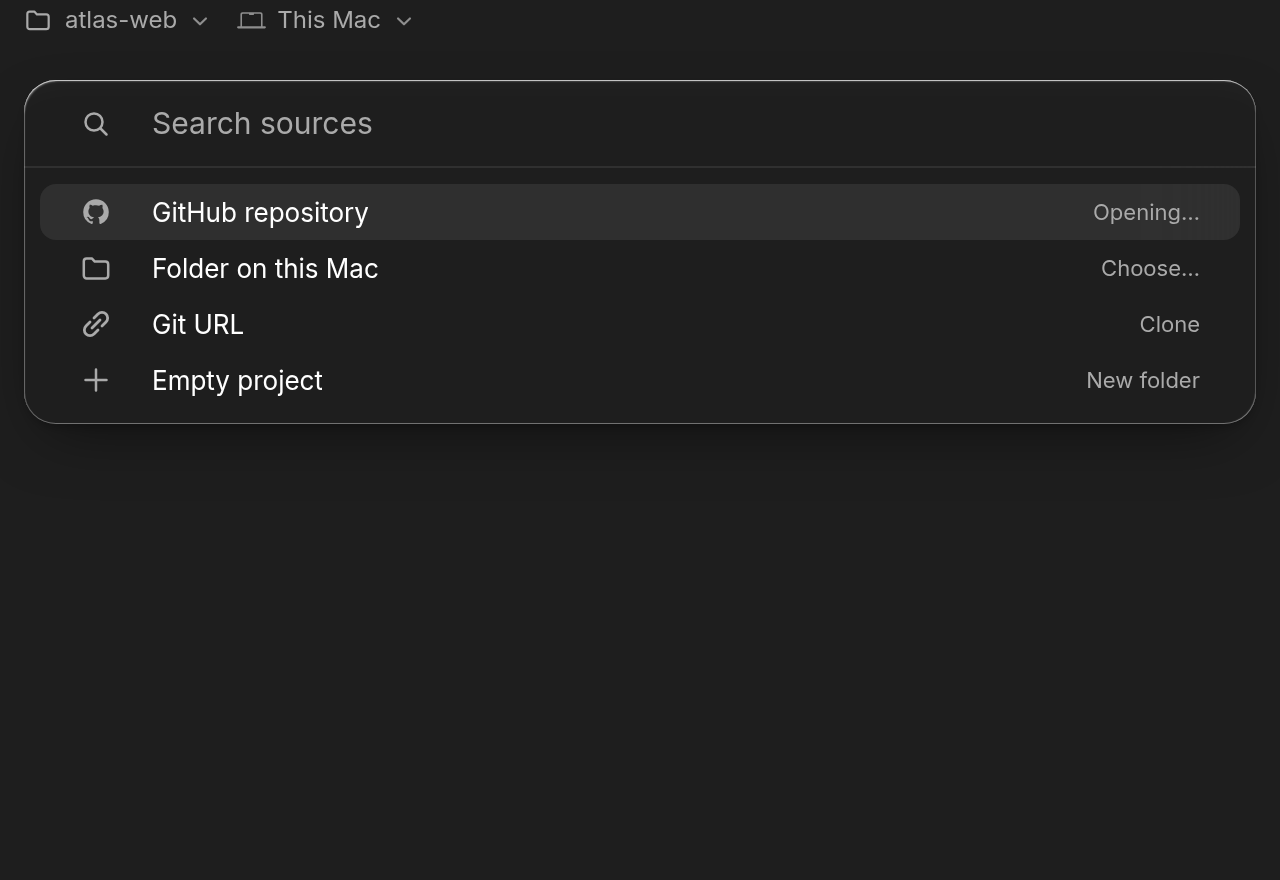 atlas-web This Mac
Search sources
GitHub repository Opening...
Folder on this Mac Choose...
Git URL Clone
Empty project New folder